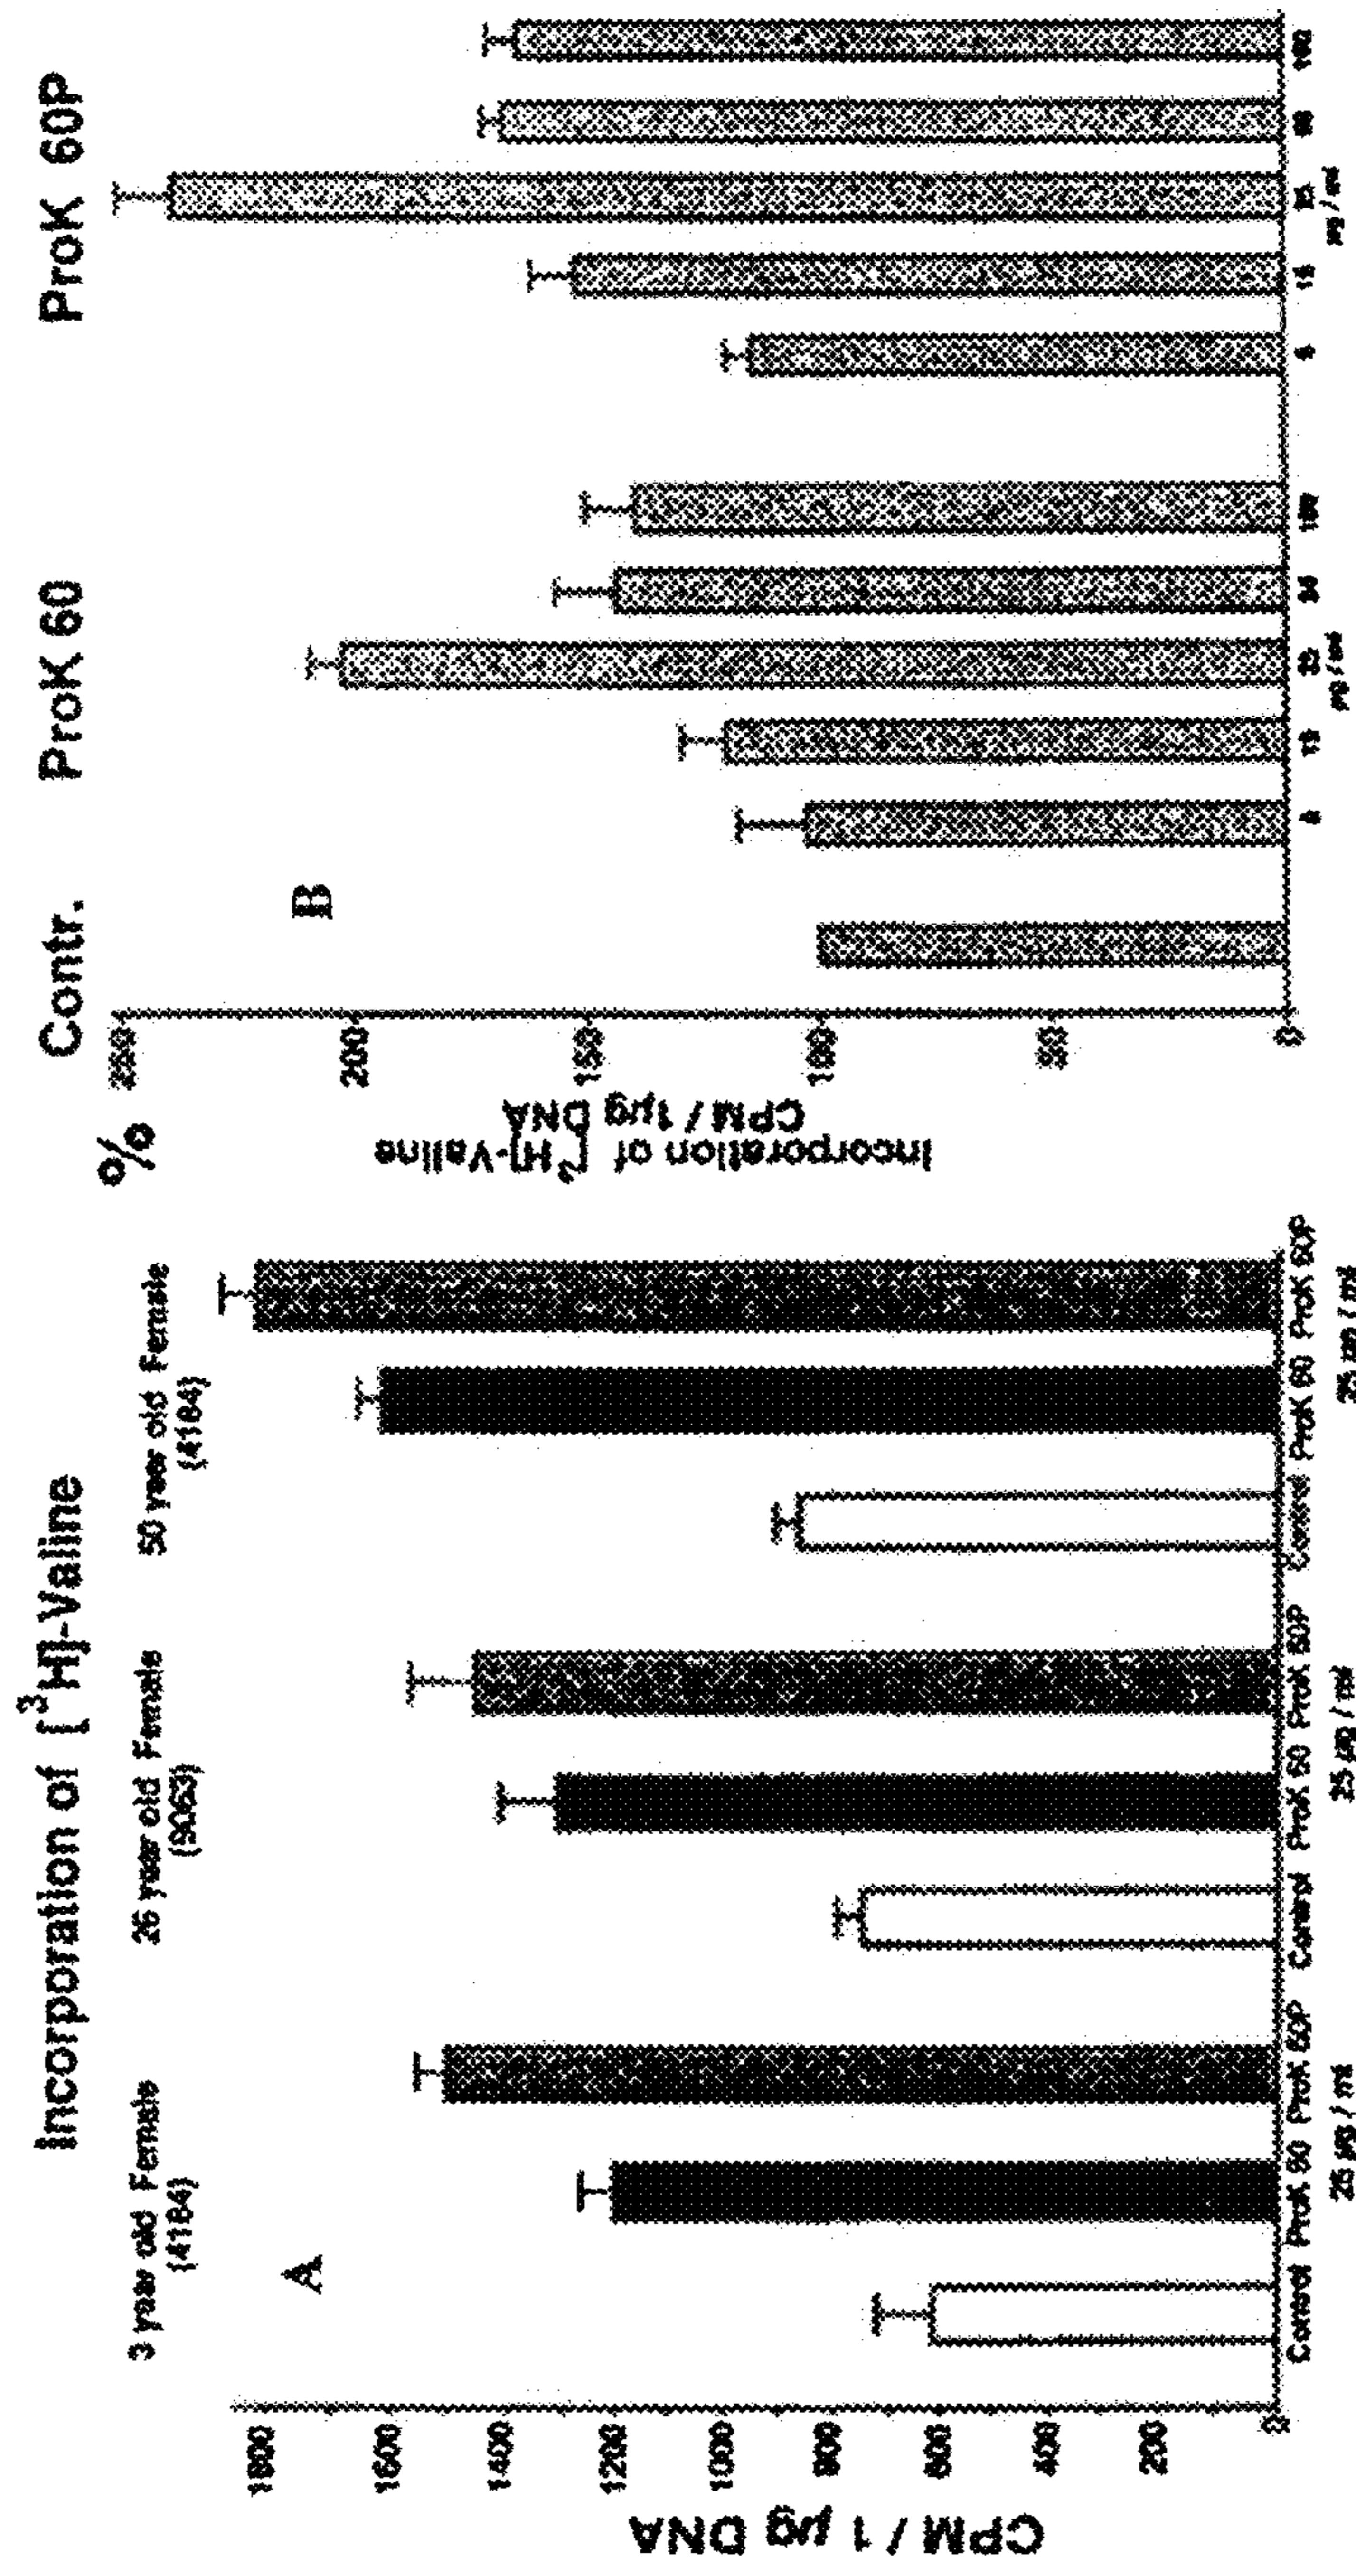 Incorporation of [³H]-Valine
3 year old Female
(4184)
26 year old Female
(9063)
50 year old Female
(4184)
A
CPM / 1 µg DNA
1800
1600
1400
1200
1000
800
600
400
200
0
Control ProK 60 ProK 60P
25 µg / ml
Control ProK 60 ProK 60P
25 µg / ml
Control ProK 60 ProK 60P
25 µg / ml
Contr. ProK 60 ProK 60P
%
B
Incorporation of [³H]-Valine
CPM / 1µg DNA
250
200
150
100
50
0
100
µg / ml
µg / ml